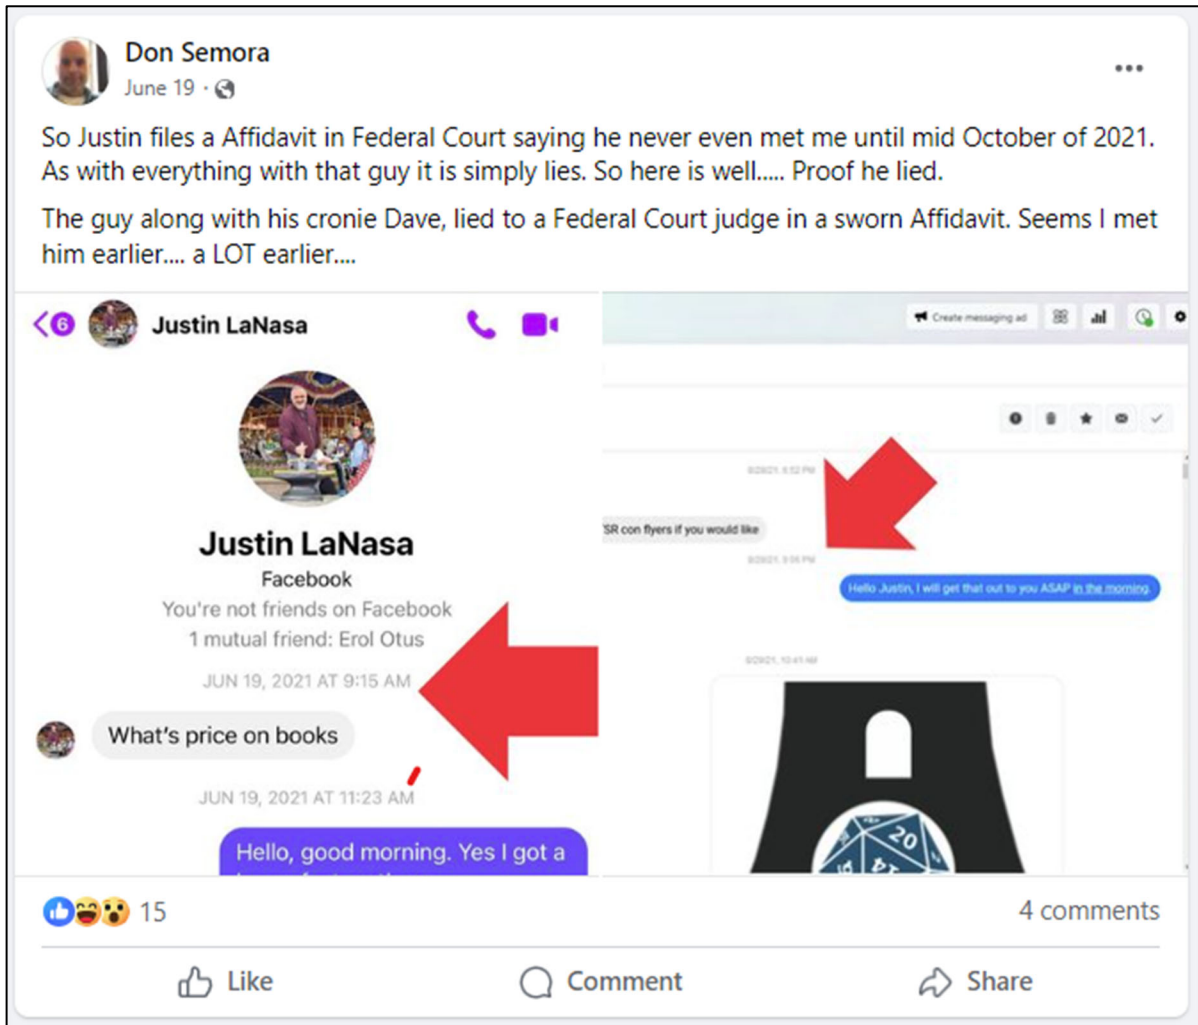 Don Semora
June 19 ·
So Justin files a Affidavit in Federal Court saying he never even met me until mid October of 2021.
As with everything with that guy it is simply lies. So here is well..... Proof he lied.
The guy along with his cronie Dave, lied to a Federal Court judge in a sworn Affidavit. Seems I met
him earlier.... a LOT earlier....
6 Justin LaNasa
Justin LaNasa
Facebook
You're not friends on Facebook
1 mutual friend: Erol Otus
JUN 19, 2021 AT 9:15 AM
What's price on books
JUN 19, 2021 AT 11:23 AM
Hello, good morning. Yes I got a
Create messaging ad
SR con flyers if you would like
Hello Justin, I will get that out to you ASAP in the morning.
20
15
4 comments
Like
Comment
Share